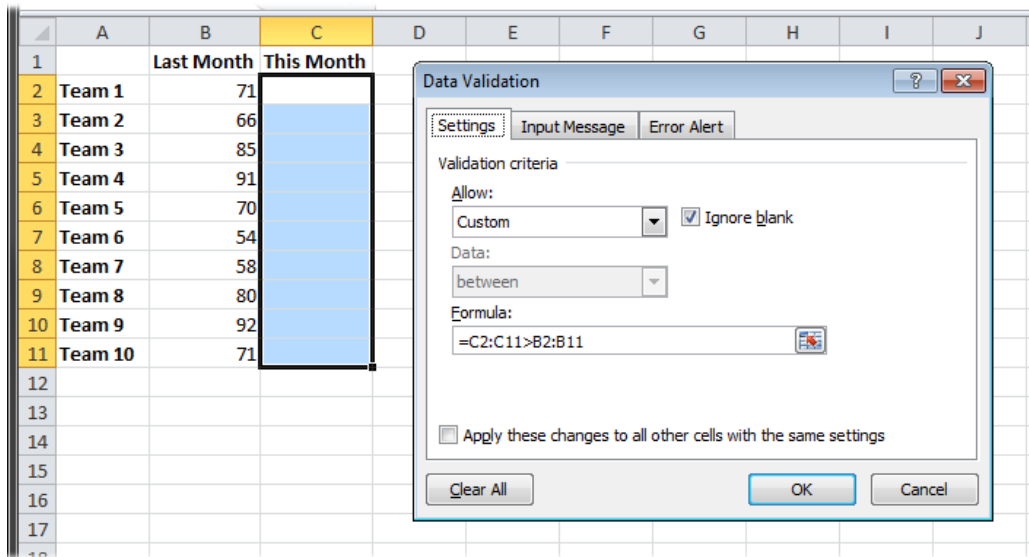 A B C D E F G H I J
1 Last Month This Month
2 Team 1 71
3 Team 2 66
4 Team 3 85
5 Team 4 91
6 Team 5 70
7 Team 6 54
8 Team 7 58
9 Team 8 80
10 Team 9 92
11 Team 10 71
12
13
14
15
16
17
Data Validation
Settings Input Message Error Alert
Validation criteria
Allow:
Custom Ignore blank
Data:
between
Formula:
=C2:C11>B2:B11
Apply these changes to all other cells with the same settings
Clear All OK Cancel